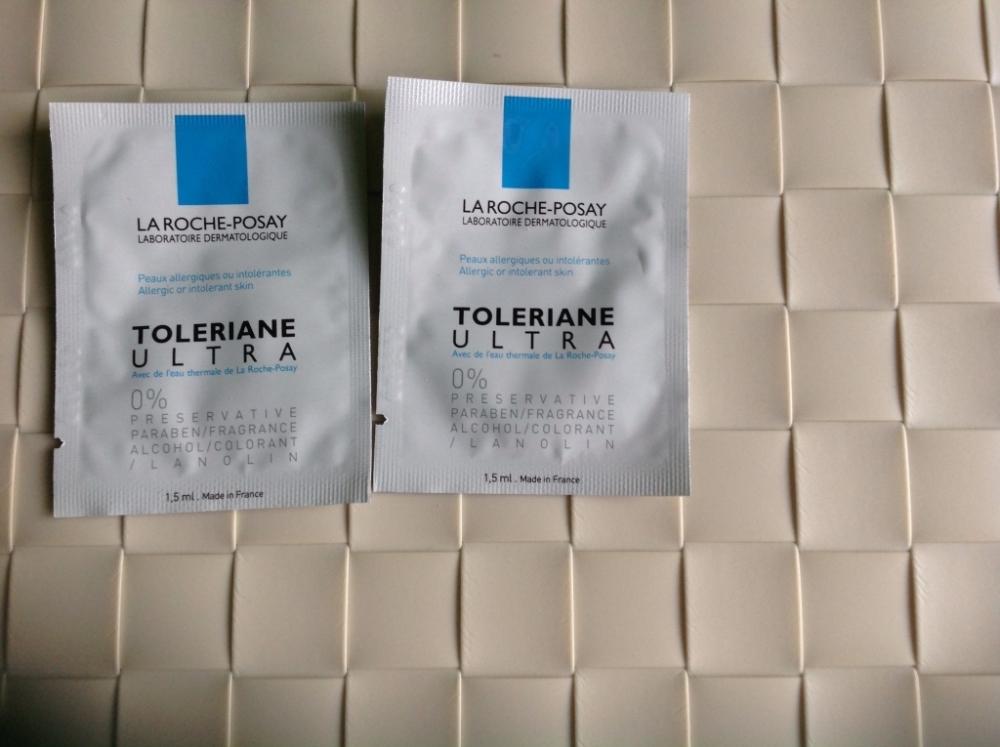 LA ROCHE-POSAY
LABORATOIRE DERMATOLOGIQUE
Peaux allergiques ou intolérantes
Allergic or intolerant skin
TOLERIANE
ULTRA
Avec de l'eau thermale de La Roche-Posay
0%
PRESERVATIVE
PARABEN/FRAGRANCE
ALCOHOL/COLORANT
/LANOLIN
1,5 ml . Made in France
LA ROCHE-POSAY
LABORATOIRE DERMATOLOGIQUE
Peaux allergiques ou intolérantes
Allergic or intolerant skin
TOLERIANE
ULTRA
Avec de l'eau thermale de La Roche-Posay
0%
PRESERVATIVE
PARABEN/FRAGRANCE
ALCOHOL/COLORANT
/LANOLIN
1,5 ml . Made in France